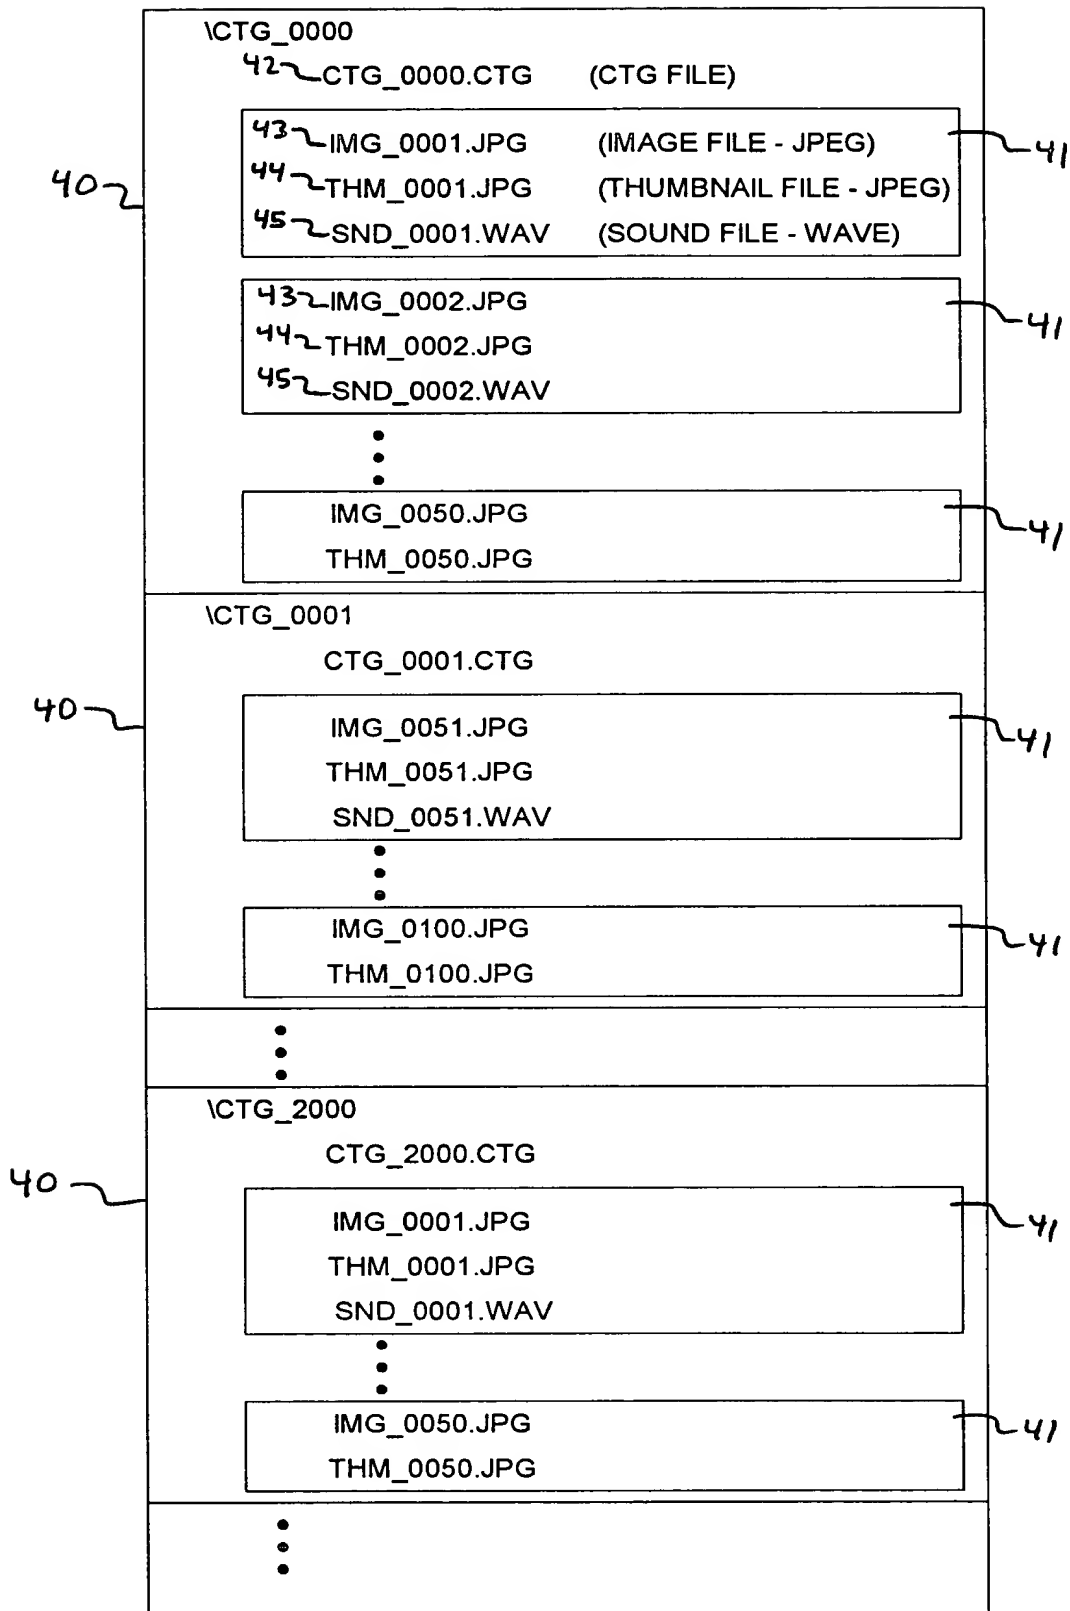 \CTG_0000
42 CTG_0000.CTG (CTG FILE)
43 IMG_0001.JPG (IMAGE FILE - JPEG) 41
40 44 THM_0001.JPG (THUMBNAIL FILE - JPEG)
45 SND_0001.WAV (SOUND FILE - WAVE)
43 IMG_0002.JPG 41
44 THM_0002.JPG
45 SND_0002.WAV
IMG_0050.JPG 41
THM_0050.JPG
\CTG_0001
CTG_0001.CTG
40 IMG_0051.JPG 41
THM_0051.JPG
SND_0051.WAV
IMG_0100.JPG 41
THM_0100.JPG
\CTG_2000
CTG_2000.CTG
40 IMG_0001.JPG 41
THM_0001.JPG
SND_0001.WAV
IMG_0050.JPG 41
THM_0050.JPG